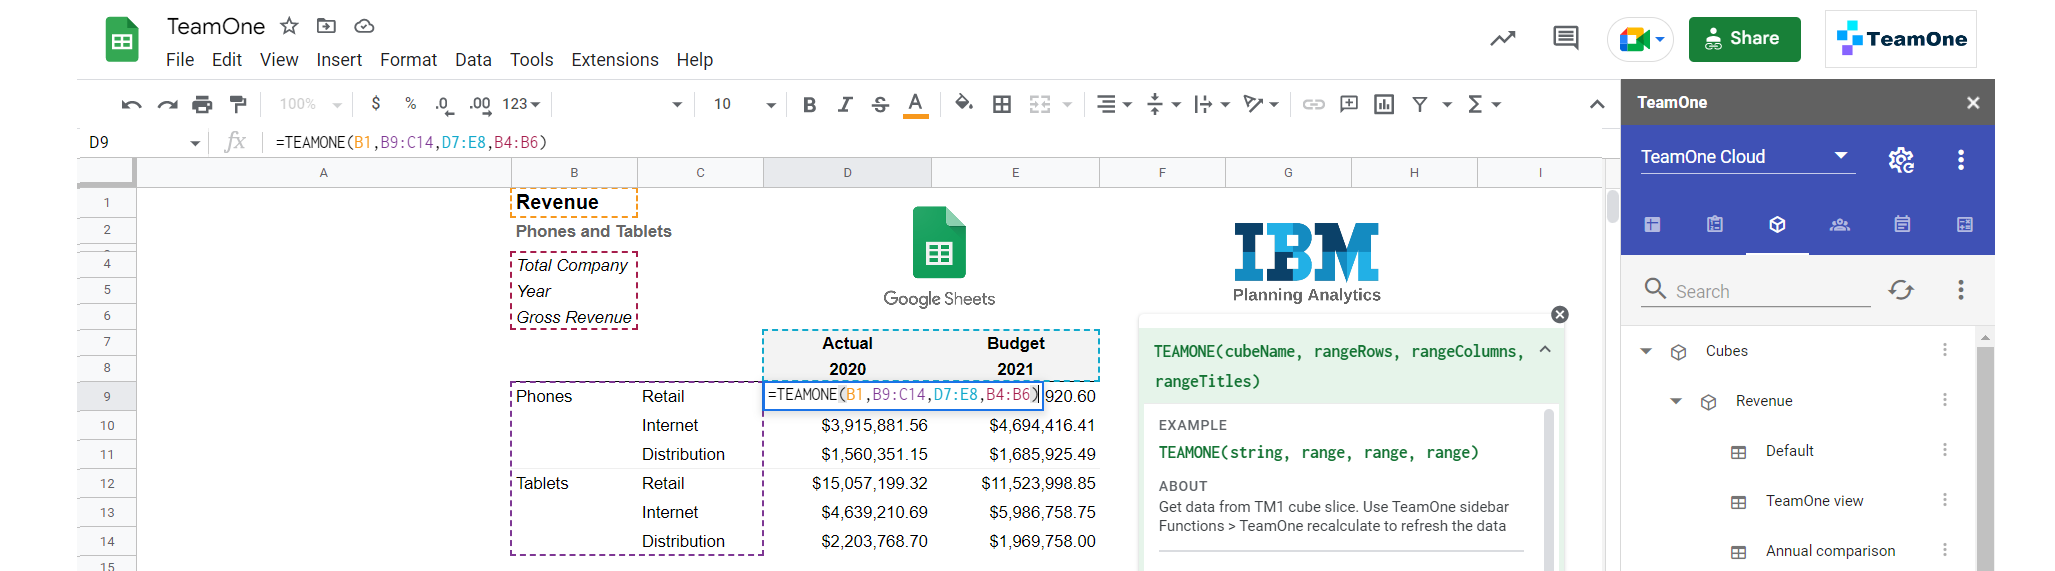 TeamOne
File Edit View Insert Format Data Tools Extensions Help
Share
TeamOne
100% $ % .0 .00 123 10 B I S A Σ
D9 fx =TEAMONE(B1,B9:C14,D7:E8,B4:B6)
A B C D E F G H I
1 Revenue
2 Phones and Tablets
4 Total Company
5 Year
6 Gross Revenue
7 Actual Budget
8 2020 2021
9 Phones Retail =TEAMONE(B1,B9:C14,D7:E8,B4:B6) 920.60
10 Internet $3,915,881.56 $4,694,416.41
11 Distribution $1,560,351.15 $1,685,925.49
12 Tablets Retail $15,057,199.32 $11,523,998.85
13 Internet $4,639,210.69 $5,986,758.75
14 Distribution $2,203,768.70 $1,969,758.00
15
Google Sheets
IBM
Planning Analytics
TEAMONE(cubeName, rangeRows, rangeColumns,
rangeTitles)
EXAMPLE
TEAMONE(string, range, range, range)
ABOUT
Get data from TM1 cube slice. Use TeamOne sidebar
Functions > TeamOne recalculate to refresh the data
TeamOne
TeamOne Cloud
Search
Cubes
Revenue
Default
TeamOne view
Annual comparison